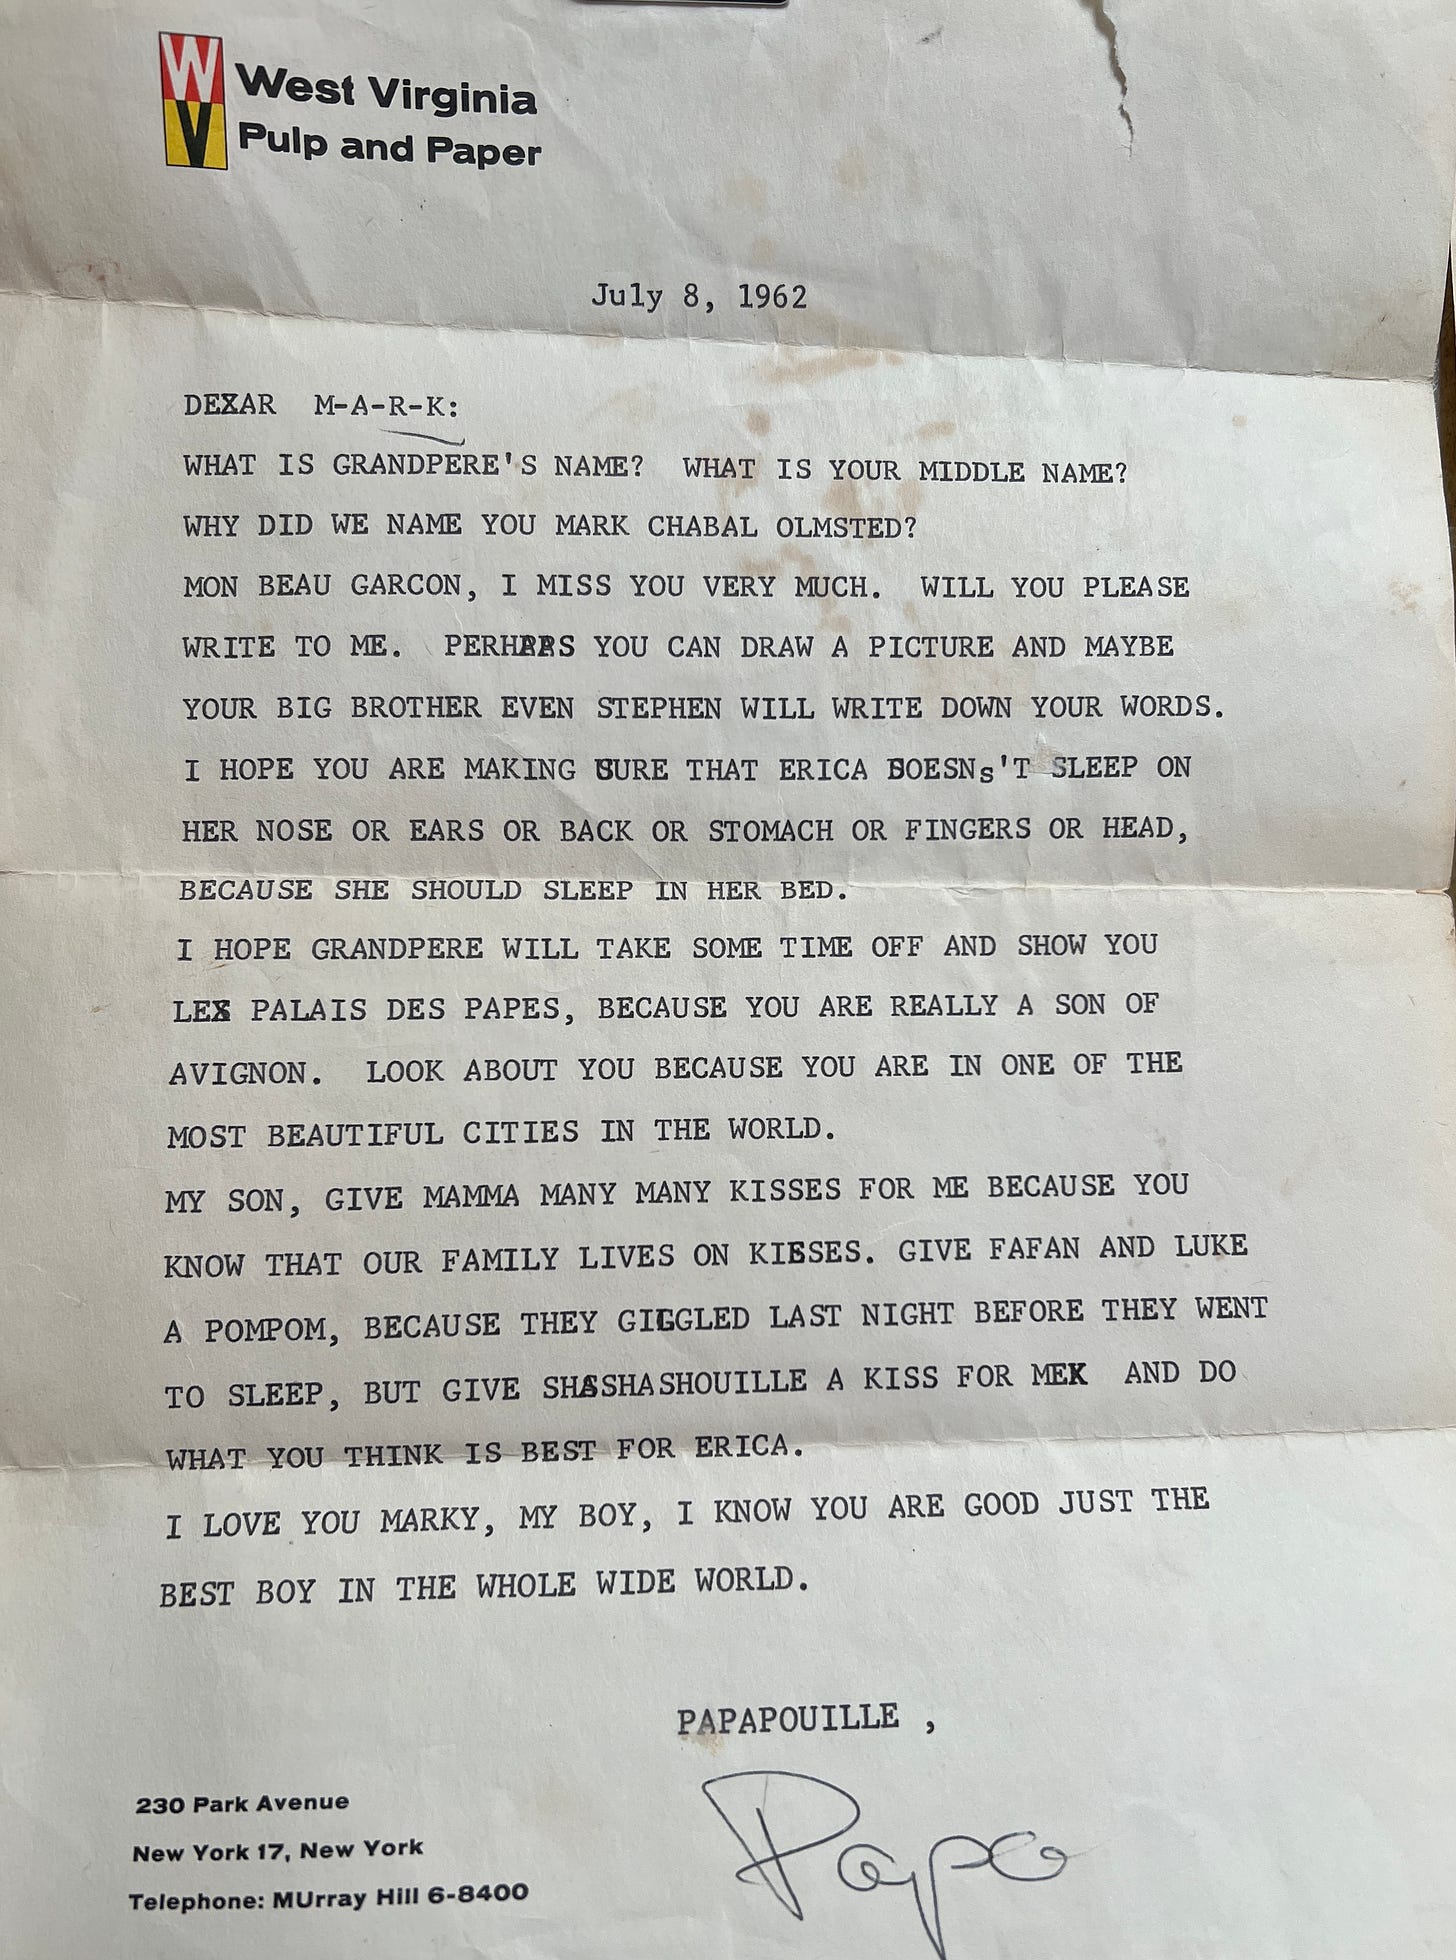 W
V
West Virginia
Pulp and Paper
July 8, 1962
DEXAR M-A-R-K:
WHAT IS GRANDPERE'S NAME? WHAT IS YOUR MIDDLE NAME?
WHY DID WE NAME YOU MARK CHABAL OLMSTED?
MON BEAU GARCON, I MISS YOU VERY MUCH. WILL YOU PLEASE
WRITE TO ME. PERHAPS YOU CAN DRAW A PICTURE AND MAYBE
YOUR BIG BROTHER EVEN STEPHEN WILL WRITE DOWN YOUR WORDS.
I HOPE YOU ARE MAKING SURE THAT ERICA DOESNs'T SLEEP ON
HER NOSE OR EARS OR BACK OR STOMACH OR FINGERS OR HEAD,
BECAUSE SHE SHOULD SLEEP IN HER BED.
I HOPE GRANDPERE WILL TAKE SOME TIME OFF AND SHOW YOU
LEX PALAIS DES PAPES, BECAUSE YOU ARE REALLY A SON OF
AVIGNON. LOOK ABOUT YOU BECAUSE YOU ARE IN ONE OF THE
MOST BEAUTIFUL CITIES IN THE WORLD.
MY SON, GIVE MAMMA MANY MANY KISSES FOR ME BECAUSE YOU
KNOW THAT OUR FAMILY LIVES ON KISSES. GIVE FAFAN AND LUKE
A POMPOM, BECAUSE THEY GIGGLED LAST NIGHT BEFORE THEY WENT
TO SLEEP, BUT GIVE SHASHASHOUILLE A KISS FOR MEX AND DO
WHAT YOU THINK IS BEST FOR ERICA.
I LOVE YOU MARKY, MY BOY, I KNOW YOU ARE GOOD JUST THE
BEST BOY IN THE WHOLE WIDE WORLD.
PAPAPOUILLE ,
Papa
230 Park Avenue
New York 17, New York
Telephone: MUrray Hill 6-8400